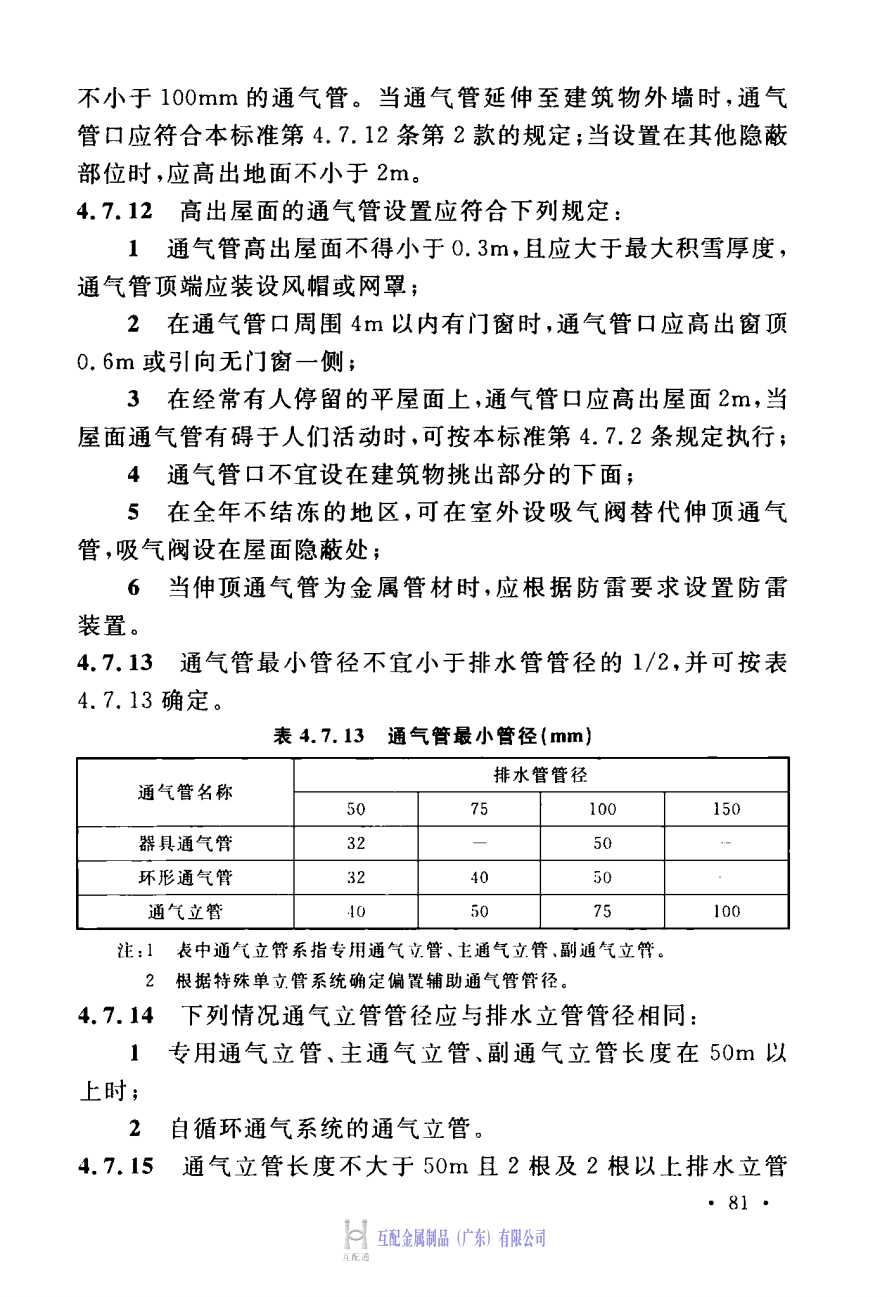 不小于 100mm 的通气管。当通气管延伸至建筑物外墙时,通气
管口应符合本标准第 4.7.12 条第 2 款的规定;当设置在其他隐蔽
部位时,应高出地面不小于 2m。
4.7.12 高出屋面的通气管设置应符合下列规定:
1 通气管高出屋面不得小于 0.3m,且应大于最大积雪厚度,
通气管顶端应装设风帽或网罩;
2 在通气管口周围 4m 以内有门窗时,通气管口应高出窗顶
0.6m 或引向无门窗一侧;
3 在经常有人停留的平屋面上,通气管口应高出屋面 2m,当
屋面通气管有碍于人们活动时,可按本标准第 4.7.2 条规定执行;
4 通气管口不宜设在建筑物挑出部分的下面;
5 在全年不结冻的地区,可在室外设吸气阀替代伸顶通气
管,吸气阀设在屋面隐蔽处;
6 当伸顶通气管为金属管材时,应根据防雷要求设置防雷
装置。
4.7.13 通气管最小管径不宜小于排水管管径的 1/2,并可按表
4.7.13 确定。
表 4.7.13 通气管最小管径(mm)
通气管名称 排水管管径
50 75 100 150
器具通气管 32 — 50 —
环形通气管 32 40 50 ·
通气立管 40 50 75 100
注:1 表中通气立管系指专用通气立管、主通气立管、副通气立管。
2 根据特殊单立管系统确定偏置辅助通气管管径。
4.7.14 下列情况通气立管管径应与排水立管管径相同:
1 专用通气立管、主通气立管、副通气立管长度在 50m 以
上时;
2 自循环通气系统的通气立管。
4.7.15 通气立管长度不大于 50m 且 2 根及 2 根以上排水立管
· 81 ·
互配金属制品(广东)有限公司
互配通